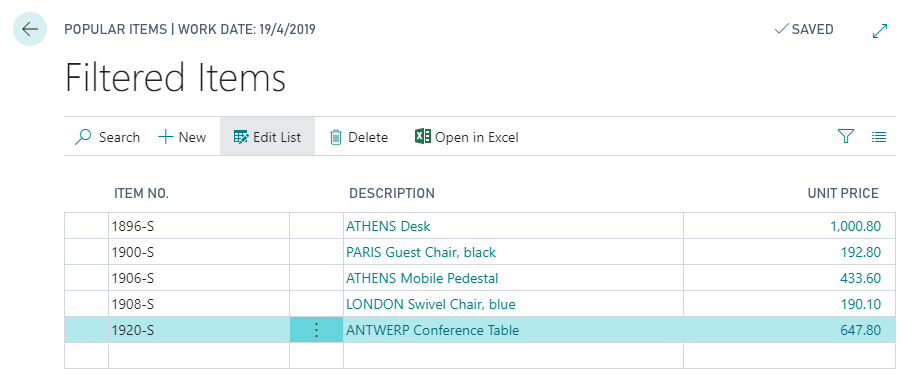 POPULAR ITEMS | WORK DATE: 19/4/2019
SAVED
Filtered Items
Search New Edit List Delete Open in Excel
ITEM NO. DESCRIPTION UNIT PRICE
1896-S ATHENS Desk 1,000.80
1900-S PARIS Guest Chair, black 192.80
1906-S ATHENS Mobile Pedestal 433.60
1908-S LONDON Swivel Chair, blue 190.10
1920-S ANTWERP Conference Table 647.80